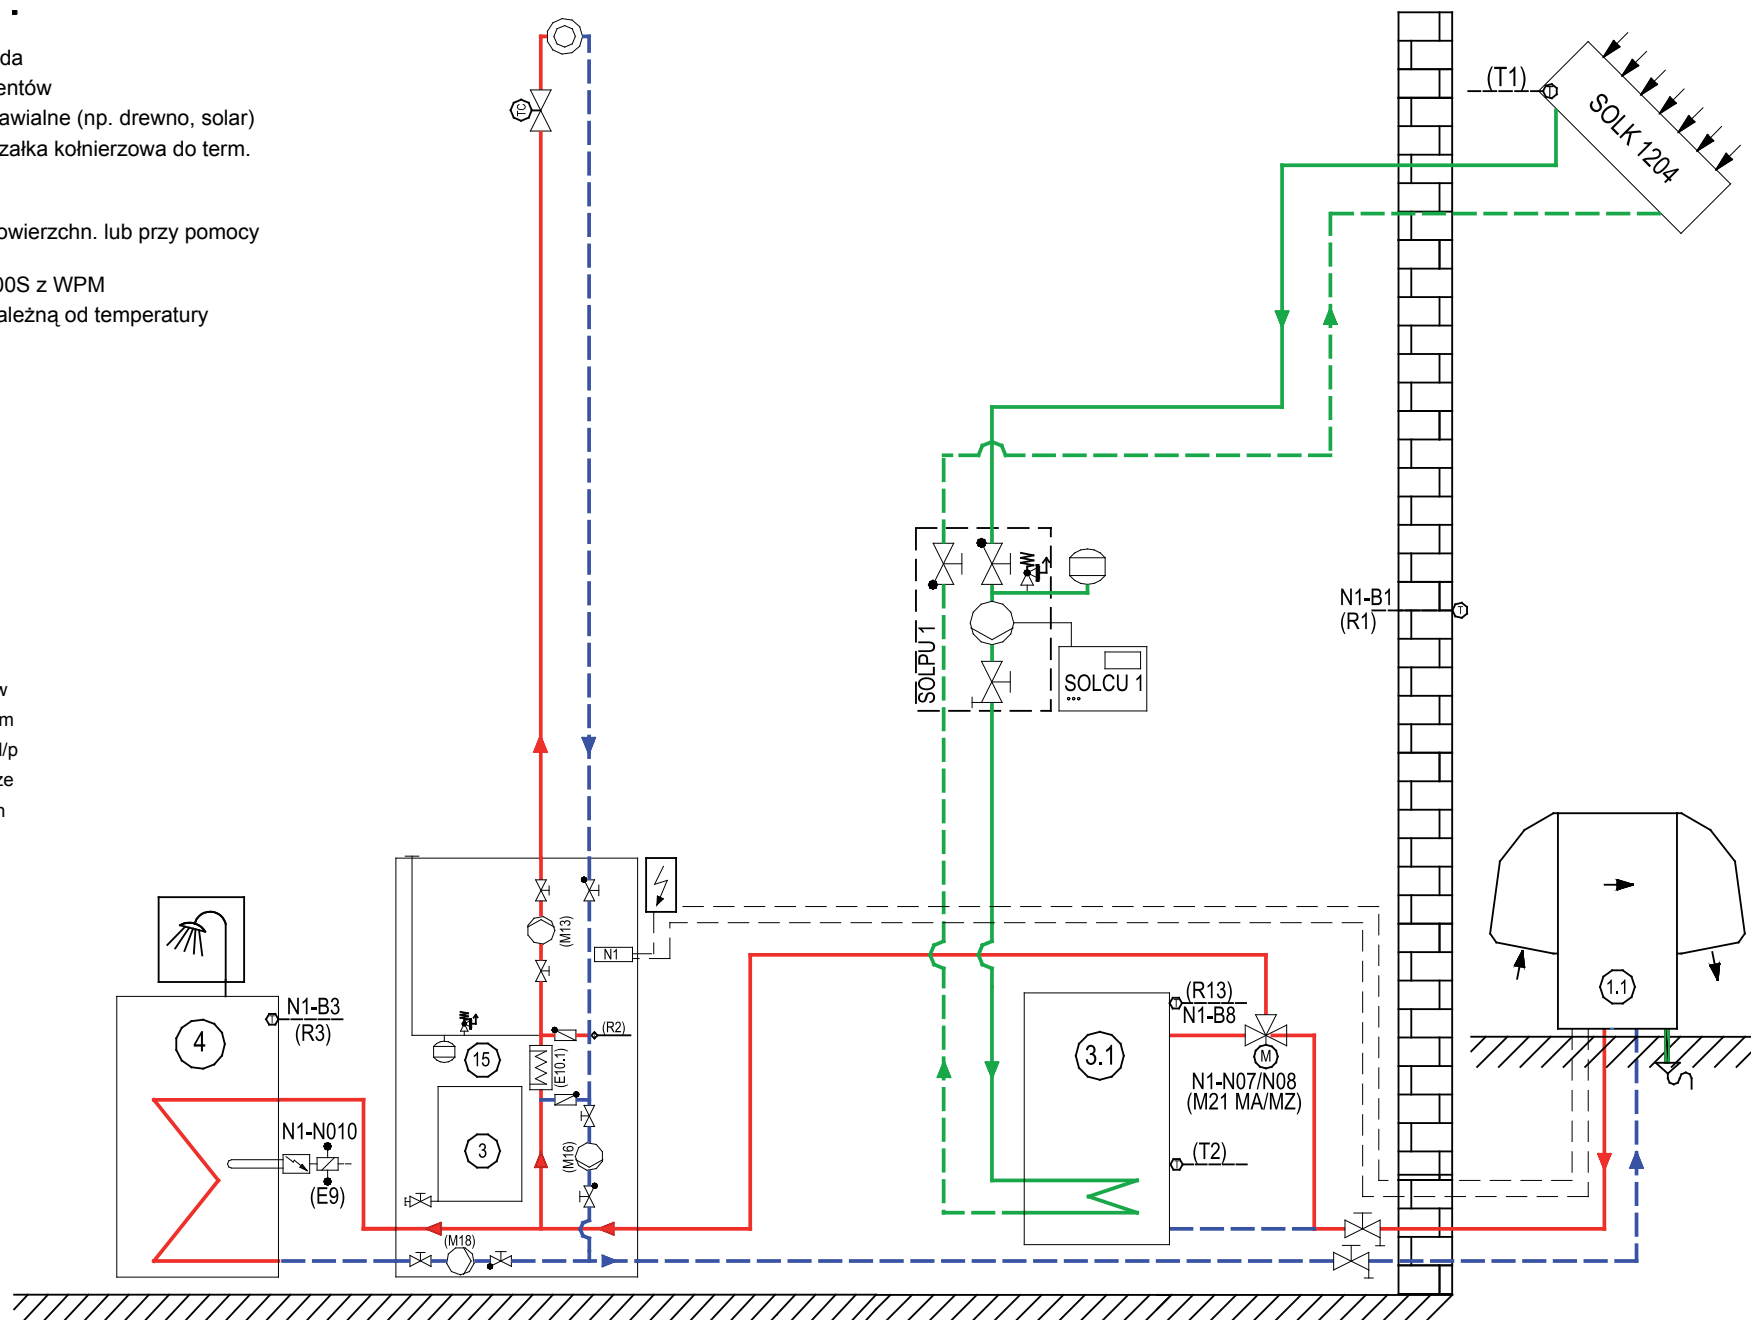 da
entów
awialne (np. drewno, solar)
załka kołnierzowa do term.
owierzchn. lub przy pomocy
00S z WPM
ależną od temperatury
w
m
l/p
ze
h
TC
(T1)
T
SOLK 1204
N1-B1
(R1)
T
SOLPU 1
SOLCU 1
1.1
(M13)
N1
N1-B3
(R3)
T
4
(R2)
15
(E10.1)
3
(M16)
N1-N010
(E9)
(M18)
(R13)
N1-B8
T
3.1
M
N1-N07/N08
(M21 MA/MZ)
(T2)
T